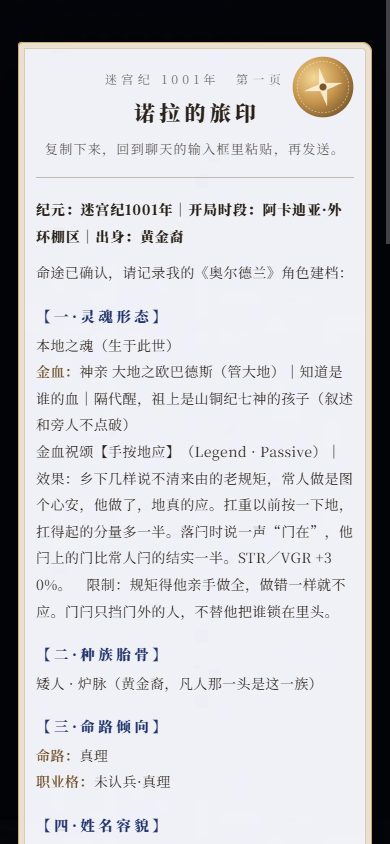 迷宫纪 1001年 第一页
诺拉的旅印
复制下来，回到聊天的输入框里粘贴，再发送。
纪元：迷宫纪1001年｜开局时段：阿卡迪亚·外
环棚区｜出身：黄金裔
命途已确认，请记录我的《奥尔德兰》角色建档：
【一·灵魂形态】
本地之魂（生于此世）
金血：神亲 大地之欧巴德斯（管大地）｜知道是
谁的血｜隔代醒，祖上是山铜纪七神的孩子（叙述
和旁人不点破）
金血祝颂【手按地应】（Legend · Passive）｜
效果：乡下几样说不清来由的老规矩，常人做是图
个心安，他做了，地真的应。扛重以前按一下地，
扛得起的分量多一半。落闩时说一声“门在”，他
闩上的门比常人闩的结实一半。STR／VGR +3
0%。 限制：规矩得他亲手做全，做错一样就不
应。门闩只挡门外的人，不替他把谁锁在里头。
【二·种族胎骨】
矮人 · 炉脉（黄金裔，凡人那一头是这一族）
【三·命路倾向】
命路：真理
职业格：未认兵·真理
【四·姓名容貌】